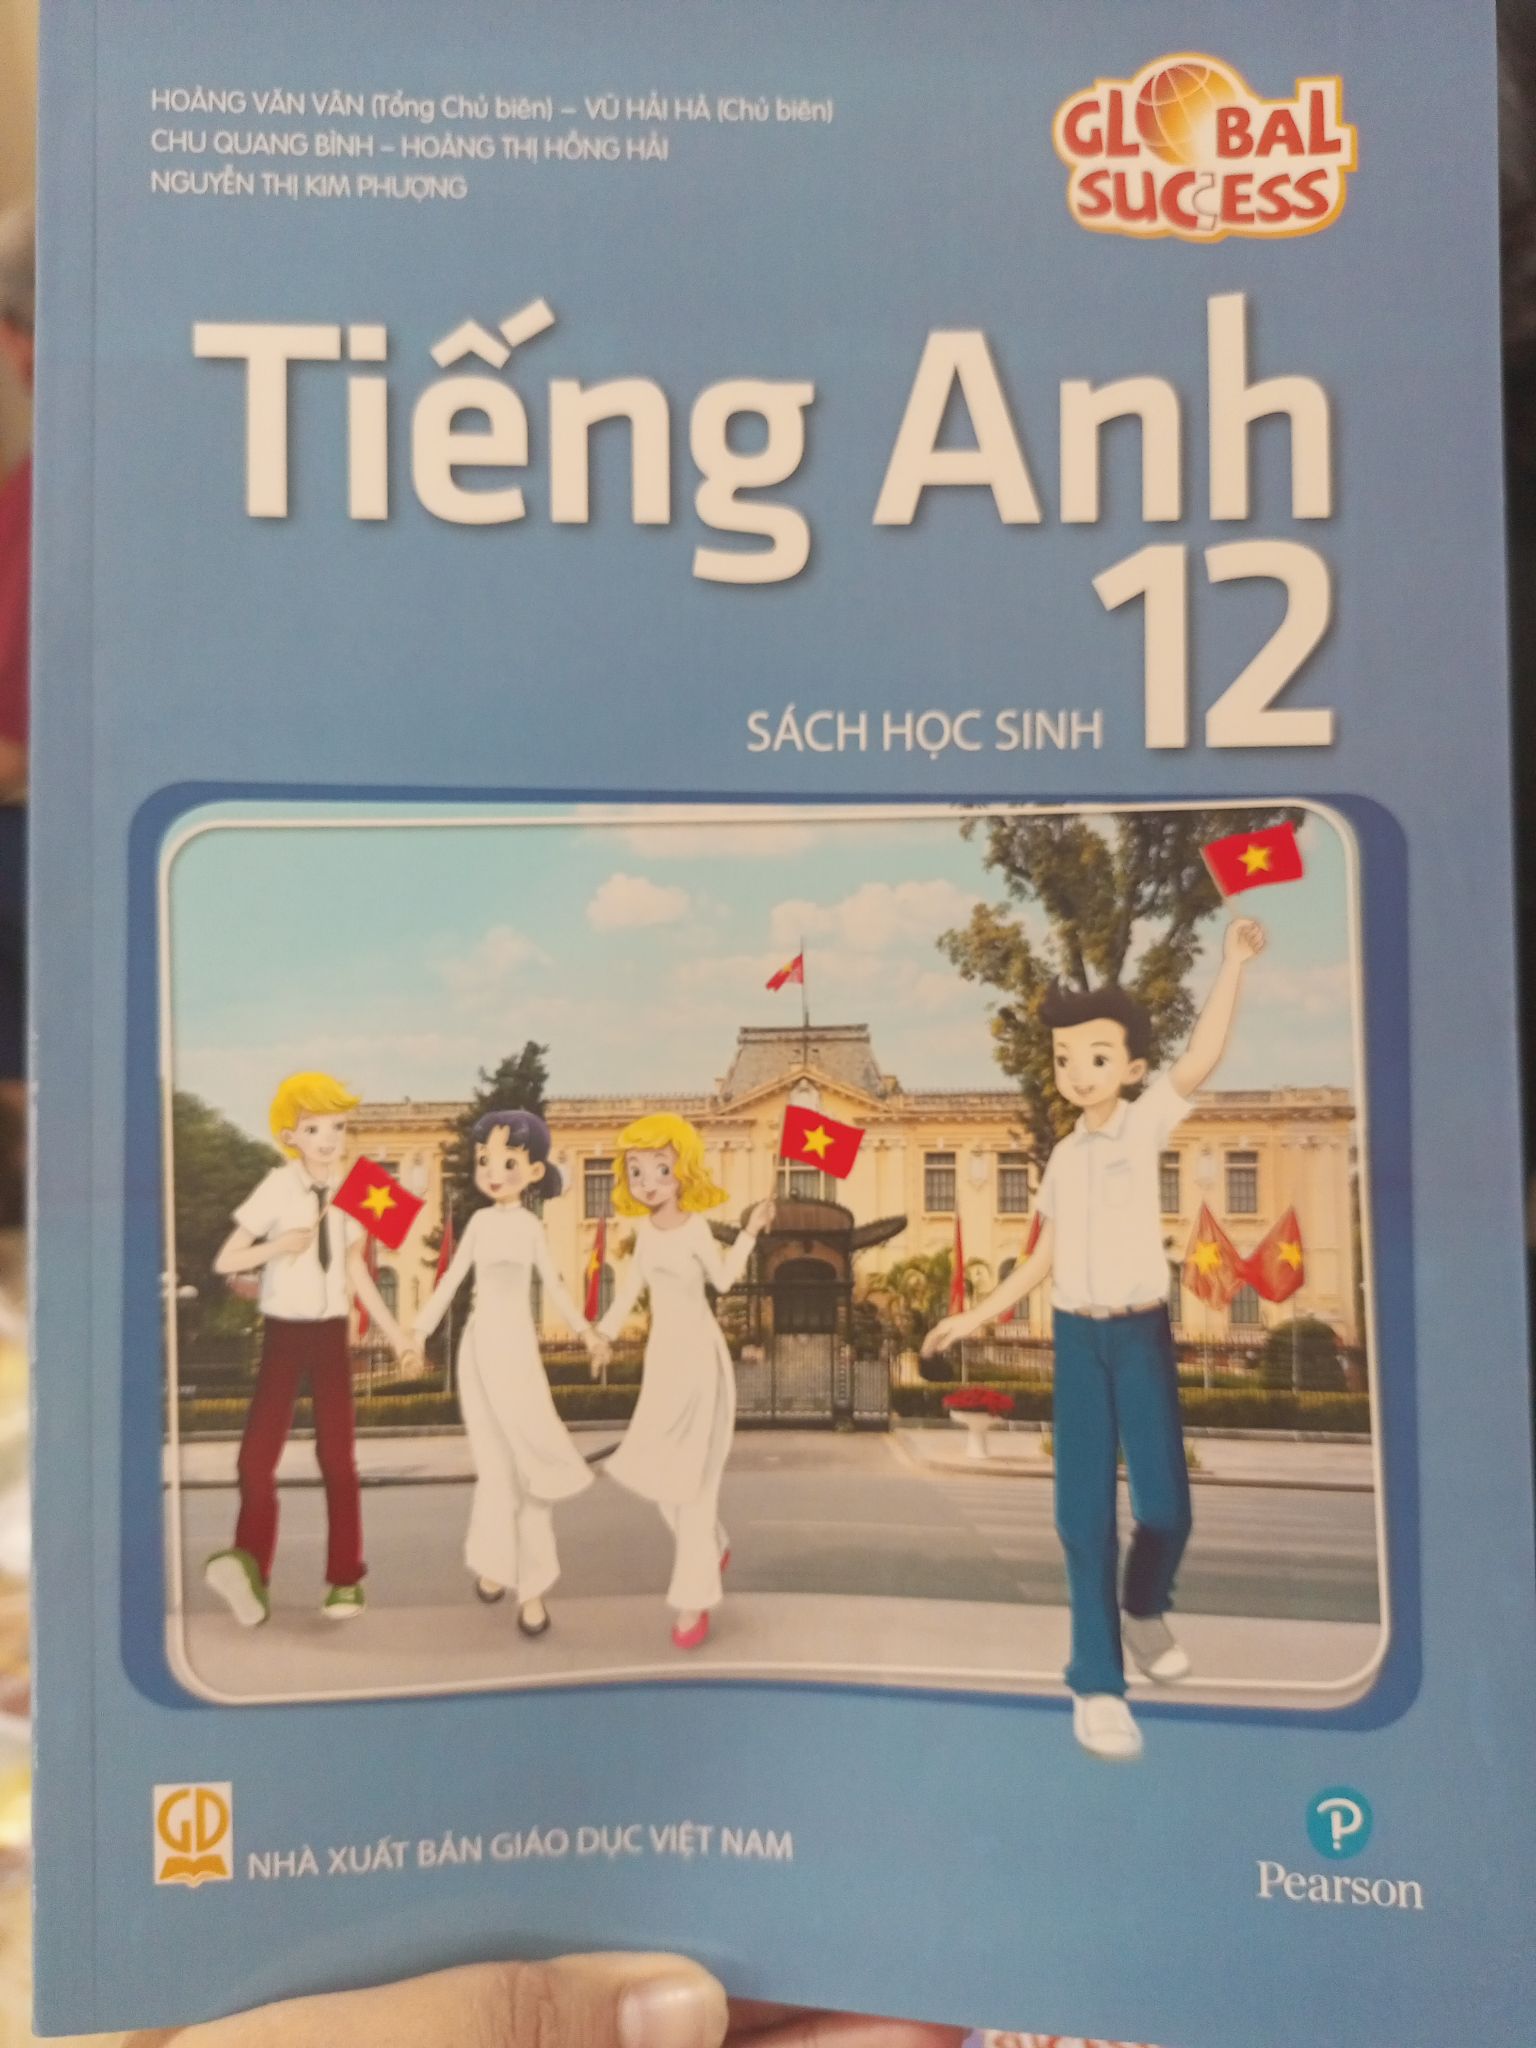 HOÀNG VĂN VÂN (Tổng Chủ biên) – VŨ HẢI HÀ (Chủ biên)
CHU QUANG BÌNH – HOÀNG THỊ HỒNG HẢI
NGUYỄN THỊ KIM PHƯỢNG
GLOBAL
SUCCESS
Tiếng Anh
12
SÁCH HỌC SINH
GD
NHÀ XUẤT BẢN GIÁO DỤC VIỆT NAM
P
Pearson